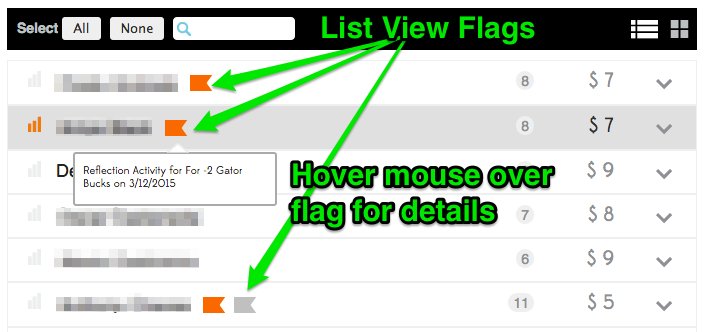 Select All None List View Flags
8 $ 7
8 $ 7
Reflection Activity for For -2 Gator
Bucks on 3/12/2015
De $ 9
Hover mouse over
flag for details
7 $ 8
6 $ 9
11 $ 5